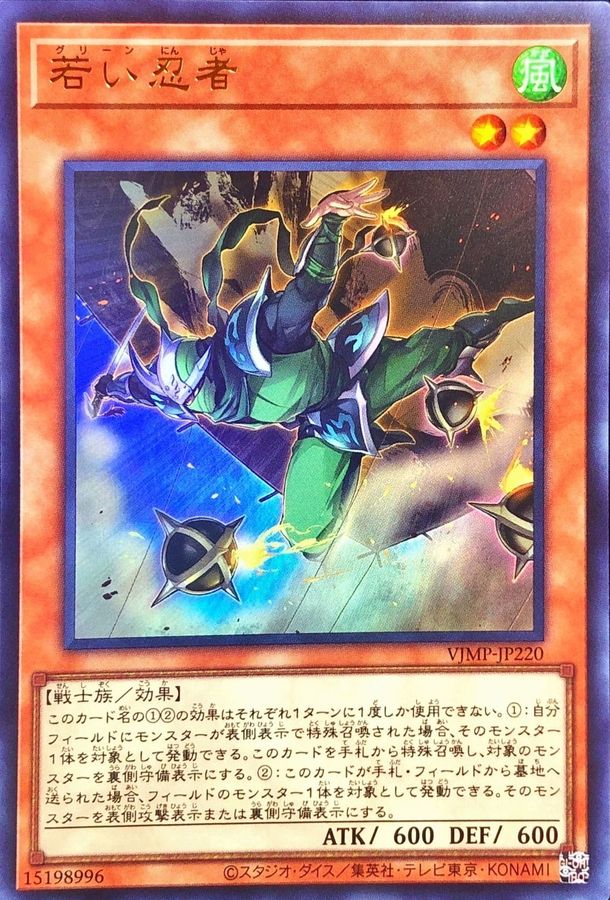 グリーン にん じゃ
若い忍者
風
VJMP-JP220
【戦士族／効果】
このカード名の①②の効果はそれぞれ1ターンに1度しか使用できない。①：自分
フィールドにモンスターが表側表示で特殊召喚された場合、そのモンスター
1体を対象として発動できる。このカードを手札から特殊召喚し、対象のモン
スターを裏側守備表示にする。②：このカードが手札・フィールドから墓地へ
送られた場合、フィールドのモンスター1体を対象として発動できる。そのモン
スターを表側攻撃表示または裏側守備表示にする。
ATK/ 600 DEF/ 600
15198996
©スタジオ・ダイス／集英社・テレビ東京・KONAMI